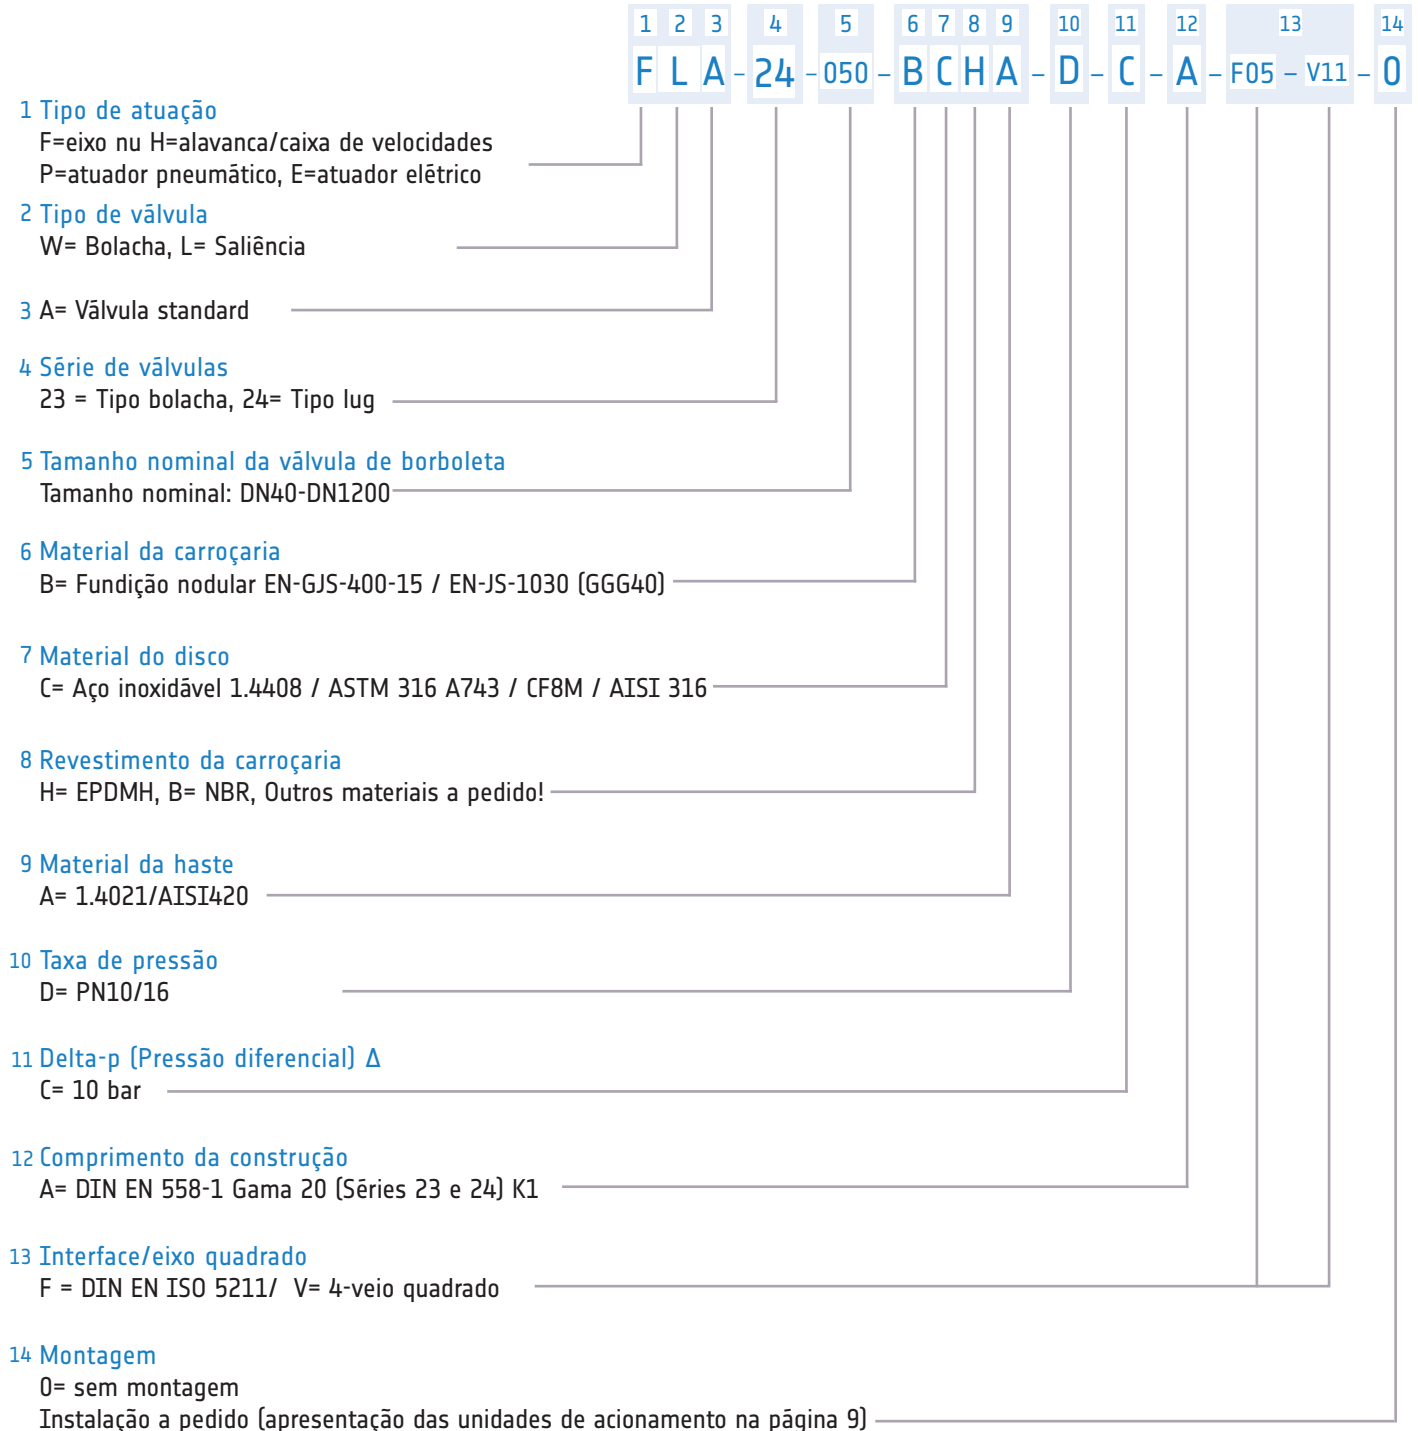 1 2 3 4 5 6 7 8 9 10 11 12 13 14
F L A - 24 - 050 - B C H A - D - C - A - F05 - V11 - 0
1 Tipo de atuação
F=eixo nu H=alavanca/caixa de velocidades
P=atuador pneumático, E=atuador elétrico
2 Tipo de válvula
W= Bolacha, L= Saliência
3 A= Válvula standard
4 Série de válvulas
23 = Tipo bolacha, 24= Tipo lug
5 Tamanho nominal da válvula de borboleta
Tamanho nominal: DN40-DN1200
6 Material da carroçaria
B= Fundição nodular EN-GJS-400-15 / EN-JS-1030 (GGG40)
7 Material do disco
C= Aço inoxidável 1.4408 / ASTM 316 A743 / CF8M / AISI 316
8 Revestimento da carroçaria
H= EPDMH, B= NBR, Outros materiais a pedido!
9 Material da haste
A= 1.4021/AISI420
10 Taxa de pressão
D= PN10/16
11 Delta-p (Pressão diferencial) Δ
C= 10 bar
12 Comprimento da construção
A= DIN EN 558-1 Gama 20 (Séries 23 e 24) K1
13 Interface/eixo quadrado
F = DIN EN ISO 5211/ V= 4-veio quadrado
14 Montagem
0= sem montagem
Instalação a pedido (apresentação das unidades de acionamento na página 9)